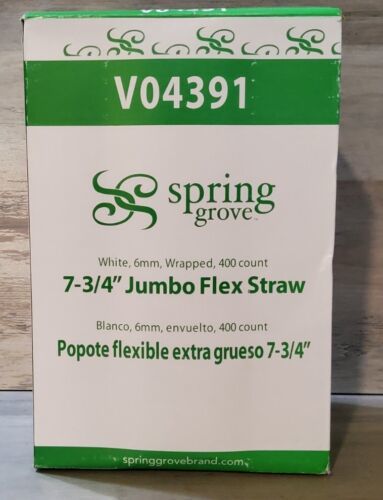 V04391
spring
grove™
White, 6mm, Wrapped, 400 count
7-3/4” Jumbo Flex Straw
Blanco, 6mm, envuelto, 400 count
Popote flexible extra grueso 7-3/4”
springgrovebrand.com